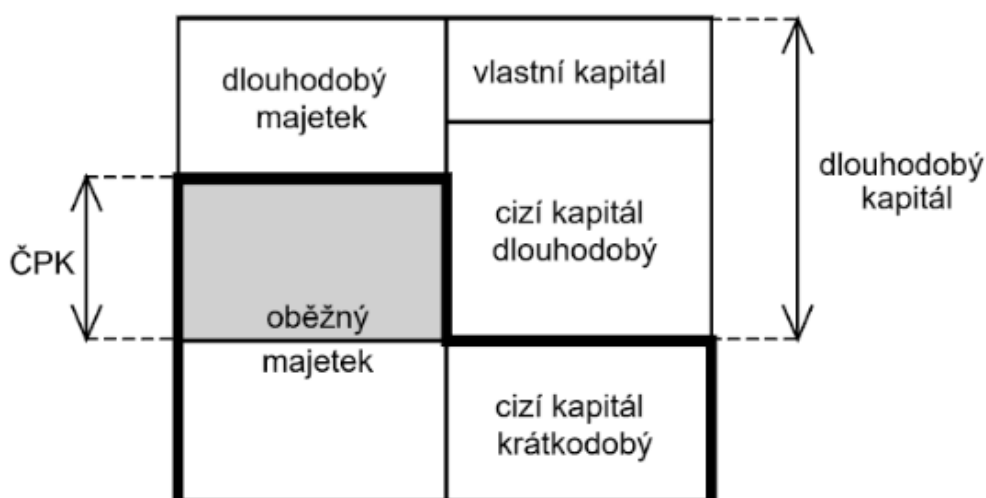 dlouhodobý
majetek
vlastní kapitál
dlouhodobý
kapitál
cizí kapitál
dlouhodobý
ČPK
oběžný
majetek
cizí kapitál
krátkodobý